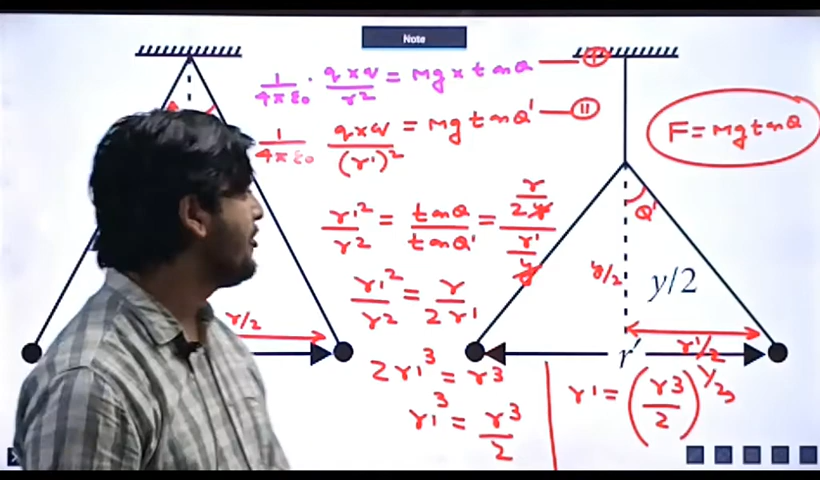 Note
1/4πε₀ · q×q/r² = Mg×tanθ — I
1/4πε₀ q×q/(r')² = Mg tanθ' — II
F = Mg tanθ
r'²/r² = tanθ/tanθ' = (r/2y)/(r'/y)
r'²/r² = r/2r'
2r'³ = r³
r'³ = r³/2
r' = (r³/2)^1/3
r/2
θ'
y/2
y/2
r'/2
r'